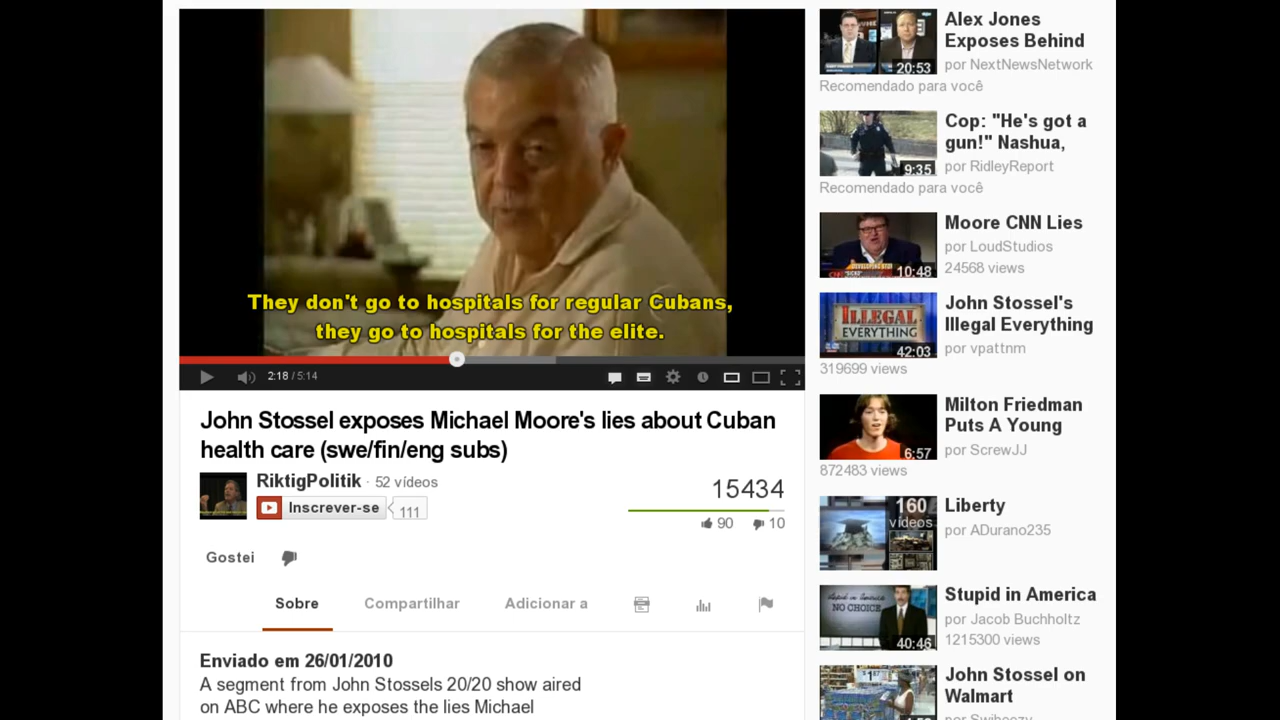 They don't go to hospitals for regular Cubans,
they go to hospitals for the elite.
2:18 / 5:14
John Stossel exposes Michael Moore's lies about Cuban
health care (swe/fin/eng subs)
RiktigPolitik · 52 vídeos
Inscrever-se 111
15434
90 10
Gostei
Sobre Compartilhar Adicionar a
Enviado em 26/01/2010
A segment from John Stossels 20/20 show aired
on ABC where he exposes the lies Michael
20:53
Alex Jones
Exposes Behind
por NextNewsNetwork
Recomendado para você
9:35
Cop: "He's got a
gun!" Nashua,
por RidleyReport
Recomendado para você
10:48
Moore CNN Lies
por LoudStudios
24568 views
ILLEGAL
EVERYTHING
42:03
John Stossel's
Illegal Everything
por vpattnm
319699 views
6:57
Milton Friedman
Puts A Young
por ScrewJJ
872483 views
160
vídeos
Liberty
por ADurano235
NO CHOICE
40:46
Stupid in America
por Jacob Buchholtz
1215300 views
John Stossel on
Walmart